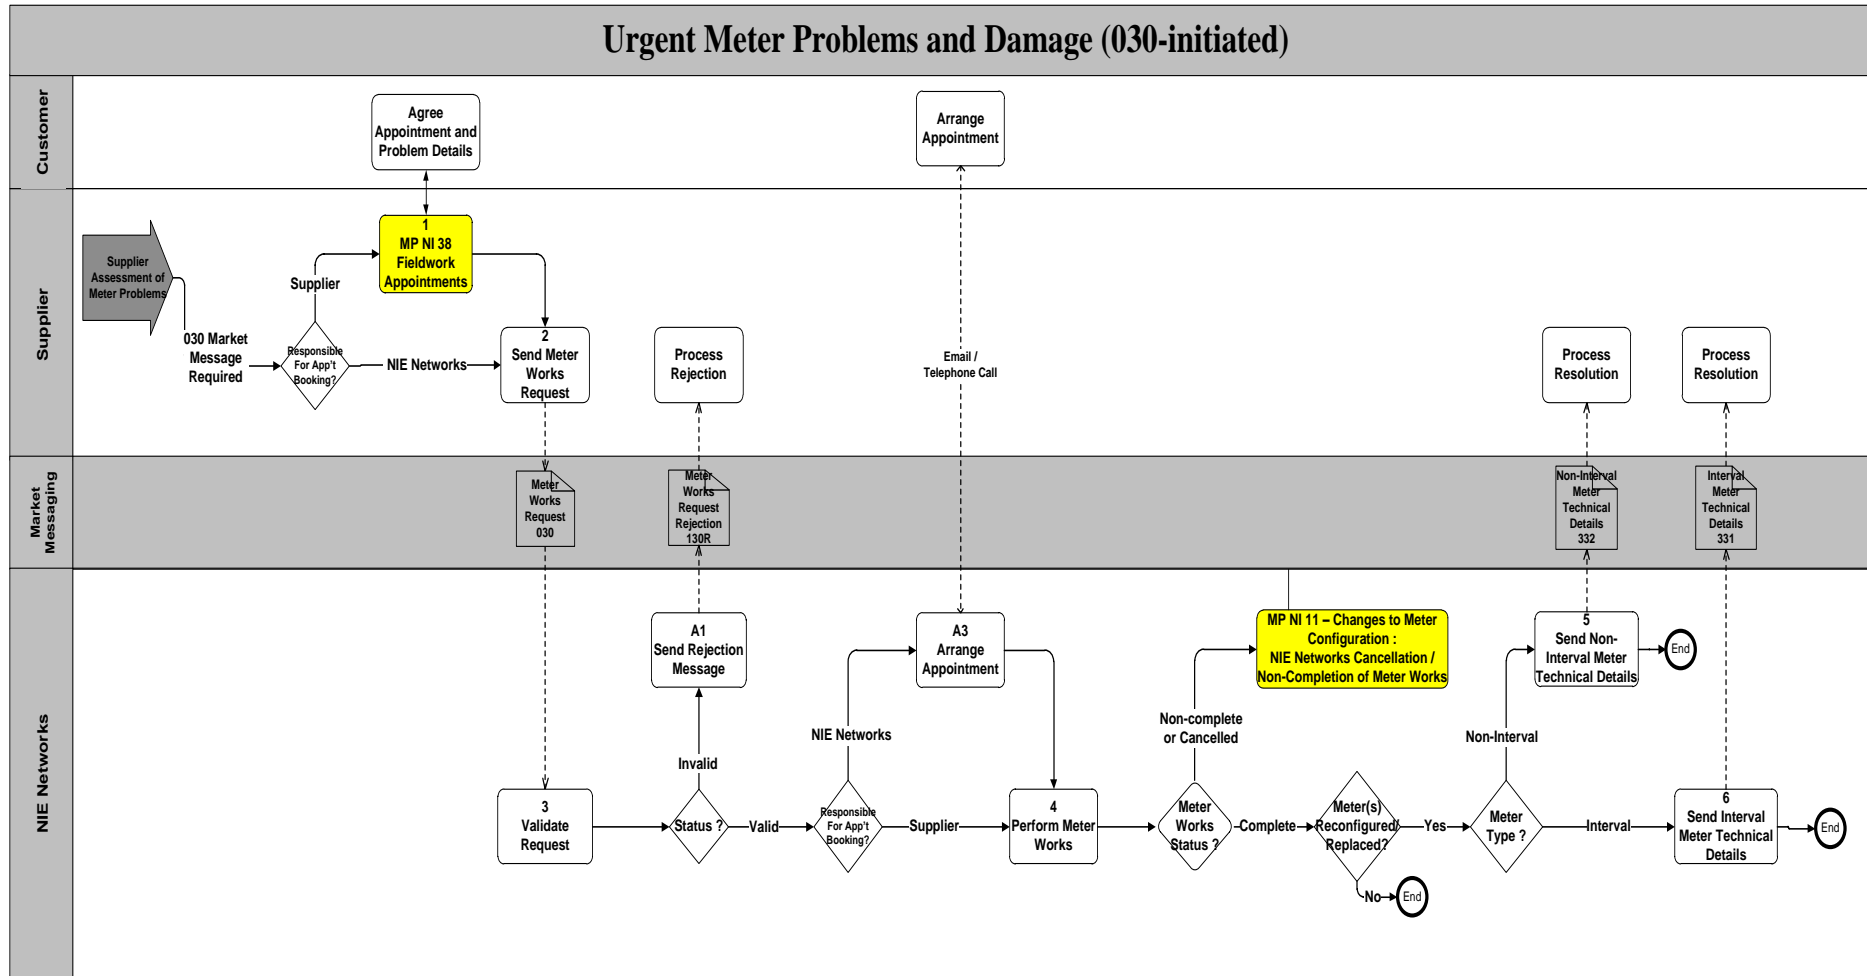 Urgent Meter Problems and Damage (030-initiated)
Customer
Agree
Appointment and
Problem Details
Arrange
Appointment
Supplier
Supplier
Assessment of
Meter Problems
030 Market
Message
Required
Responsible
For App't
Booking?
Supplier
NIE Networks
1
MP NI 38
Fieldwork
Appointments
2
Send Meter
Works
Request
Process
Rejection
Email /
Telephone Call
Process
Resolution
Process
Resolution
Market
Messaging
Meter
Works
Request
030
Meter
Works
Request
Rejection
130R
Non-Interval
Meter
Technical
Details
332
Interval
Meter
Technical
Details
331
NIE Networks
3
Validate
Request
Status ?
Invalid
A1
Send Rejection
Message
Valid
Responsible
For App't
Booking?
NIE Networks
A3
Arrange
Appointment
Supplier
4
Perform Meter
Works
Meter
Works
Status ?
Non-complete
or Cancelled
MP NI 11 – Changes to Meter
Configuration :
NIE Networks Cancellation /
Non-Completion of Meter Works
Complete
Meter(s)
Reconfigured/
Replaced?
No
End
Yes
Meter
Type ?
Non-Interval
5
Send Non-
Interval Meter
Technical Details
End
Interval
6
Send Interval
Meter Technical
Details
End